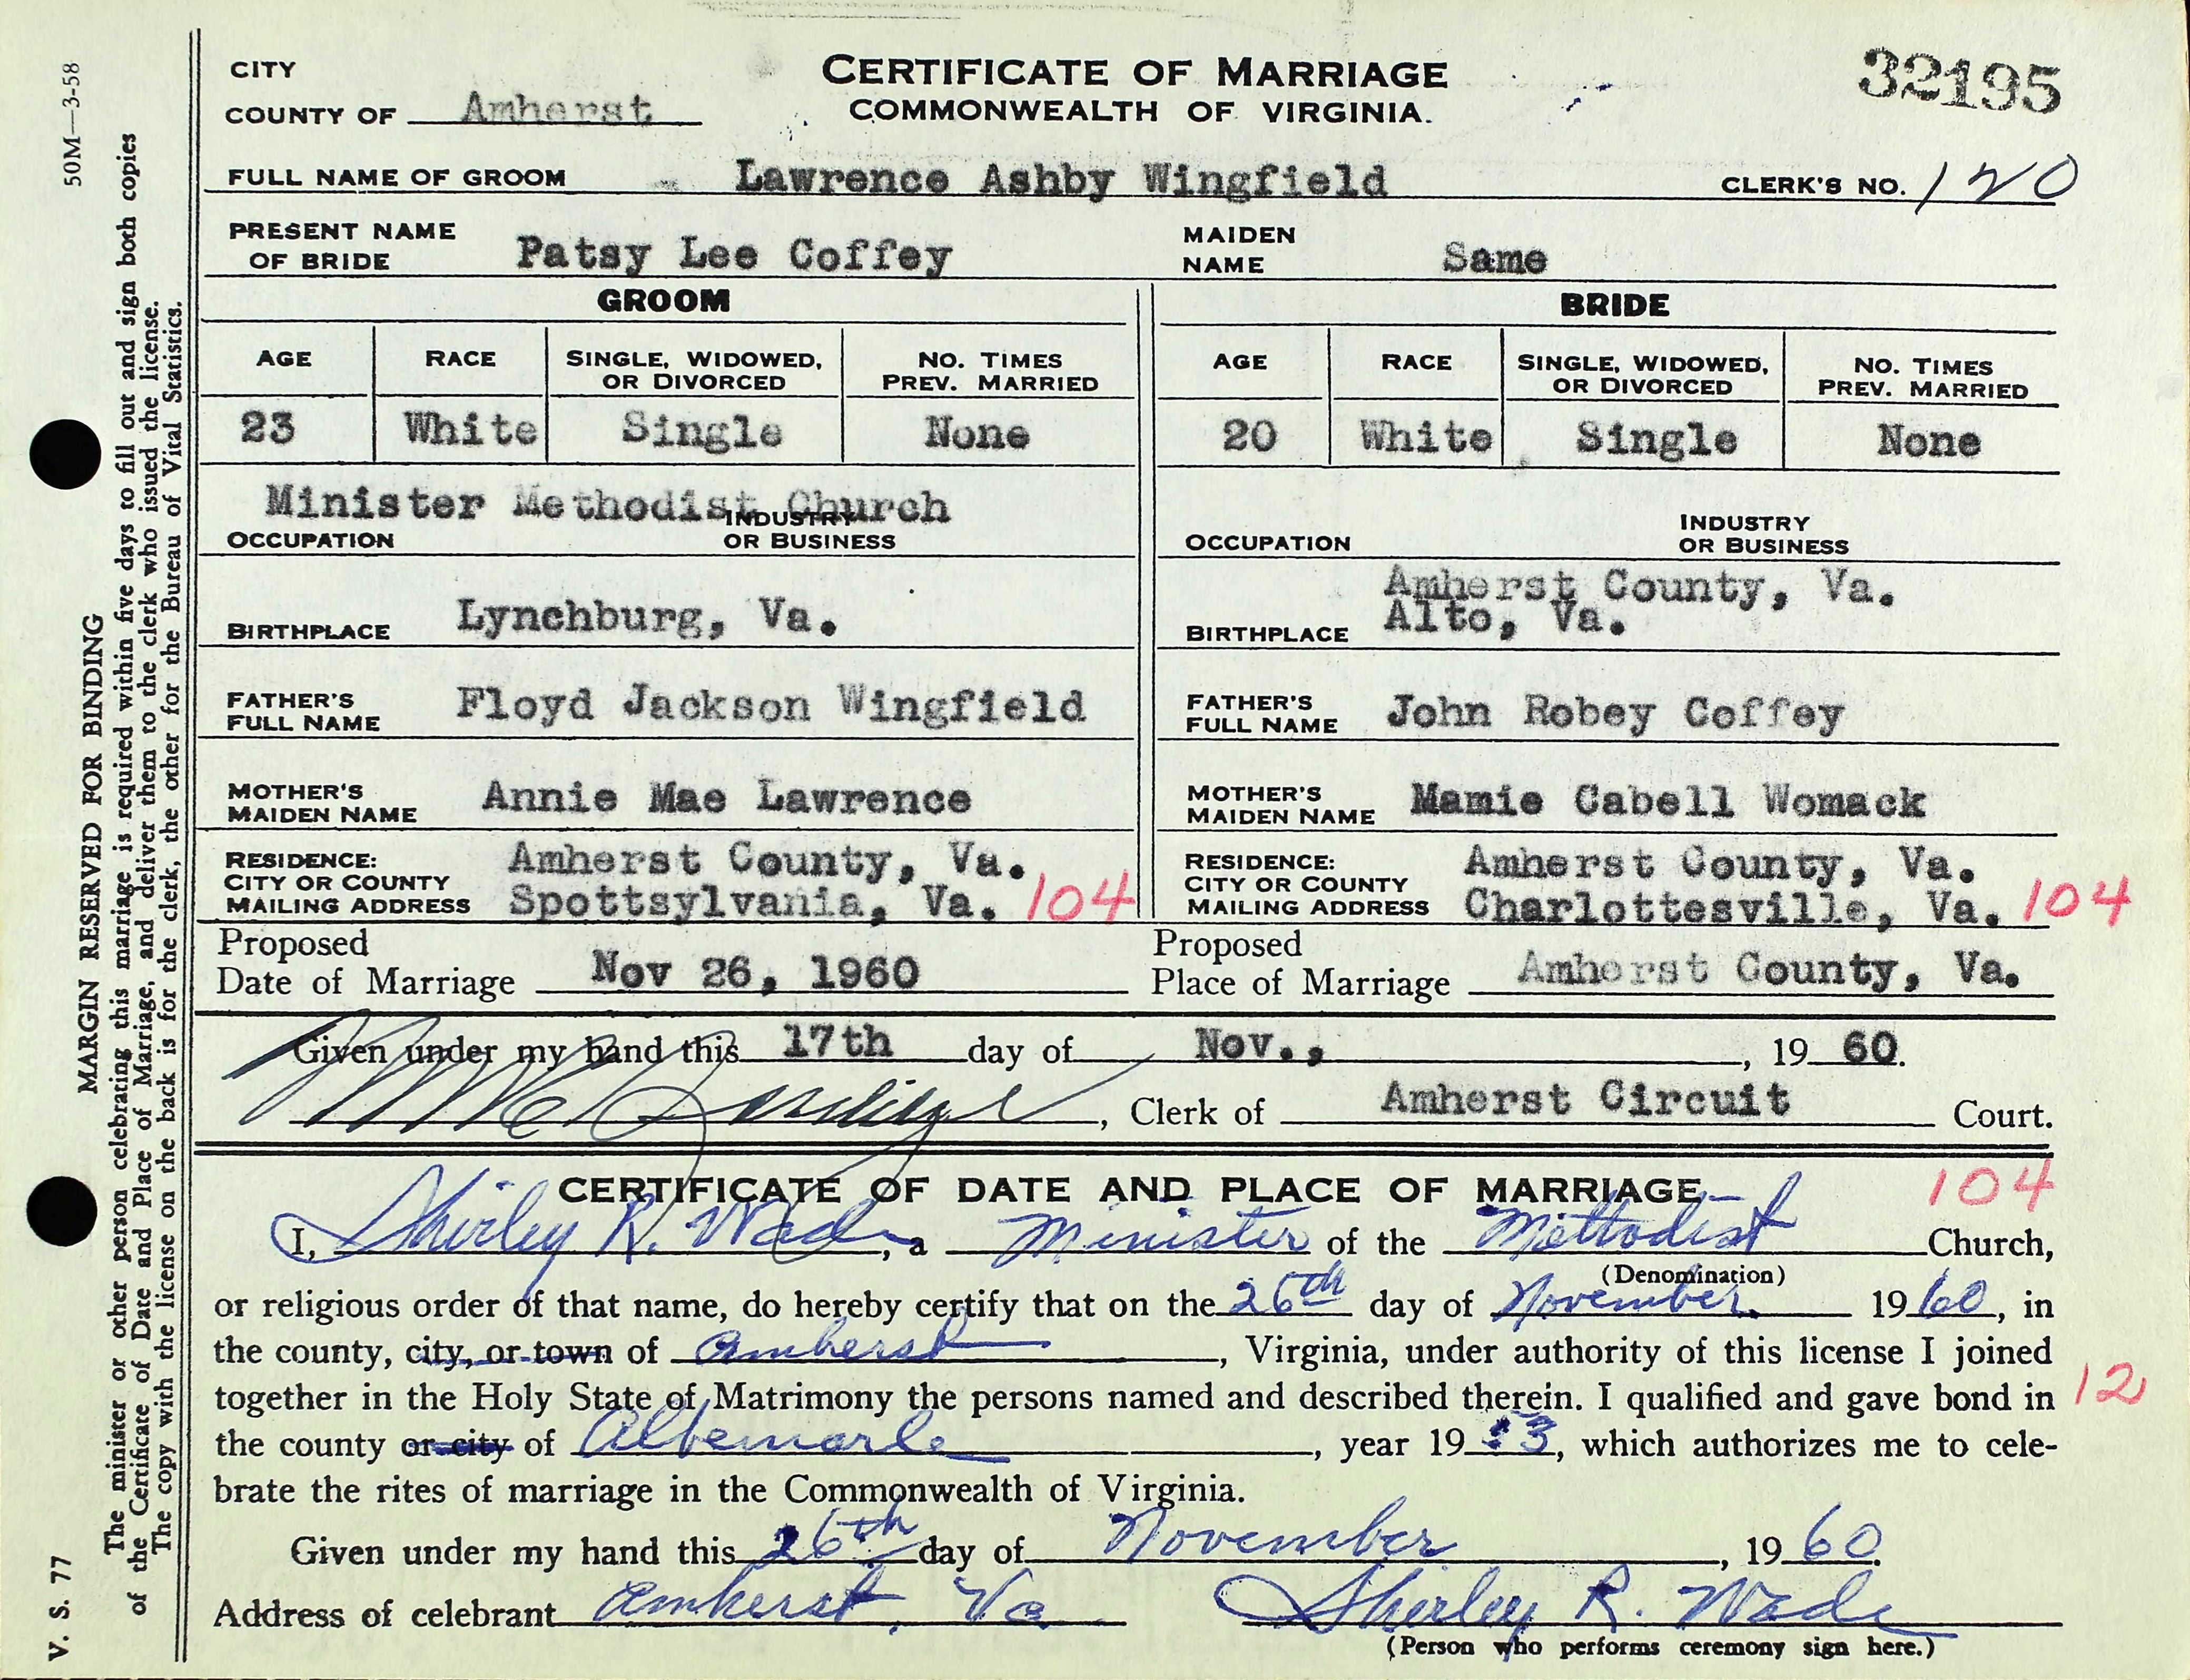 CITY
COUNTY OF Amherst
CERTIFICATE OF MARRIAGE
COMMONWEALTH OF VIRGINIA.
32195
FULL NAME OF GROOM Lawrence Ashby Wingfield CLERK'S NO. 120
PRESENT NAME OF BRIDE Patsy Lee Coffey MAIDEN NAME Same
GROOM BRIDE
AGE RACE SINGLE, WIDOWED, OR DIVORCED NO. TIMES PREV. MARRIED AGE RACE SINGLE, WIDOWED, OR DIVORCED NO. TIMES PREV. MARRIED
23 White Single None 20 White Single None
Minister Methodist Church
OCCUPATION INDUSTRY OR BUSINESS OCCUPATION INDUSTRY OR BUSINESS
BIRTHPLACE Lynchburg, Va. BIRTHPLACE Amherst County, Va. Alto, Va.
FATHER'S FULL NAME Floyd Jackson Wingfield FATHER'S FULL NAME John Robey Coffey
MOTHER'S MAIDEN NAME Annie Mae Lawrence MOTHER'S MAIDEN NAME Mamie Cabell Womack
RESIDENCE: CITY OR COUNTY MAILING ADDRESS Amherst County, Va. Spottsylvania, Va. 104 RESIDENCE: CITY OR COUNTY MAILING ADDRESS Amherst County, Va. Charlottesville, Va. 104
Proposed Date of Marriage Nov 26, 1960 Proposed Place of Marriage Amherst County, Va.
Given under my hand this 17th day of Nov., , 19 60.
, Clerk of Amherst Circuit Court.
CERTIFICATE OF DATE AND PLACE OF MARRIAGE 104
I, Shirley R. Wade, a Minister of the Methodist Church,
(Denomination)
or religious order of that name, do hereby certify that on the 26th day of November 1960, in
the county, city, or town of Amherst, Virginia, under authority of this license I joined
together in the Holy State of Matrimony the persons named and described therein. I qualified and gave bond in 12
the county or city of Albemarle, year 1953, which authorizes me to cele-
brate the rites of marriage in the Commonwealth of Virginia.
Given under my hand this 26th day of November, 1960.
Address of celebrant Amherst, Va Shirley R. Wade
(Person who performs ceremony sign here.)
50M—3-58
V. S. 77
MARGIN RESERVED FOR BINDING
The minister or other person celebrating this marriage is required within five days to fill out and sign both copies
of the Certificate of Date and Place of Marriage, and deliver them to the clerk who issued the license.
The copy with the license on the back is for the clerk, the other for the Bureau of Vital Statistics.